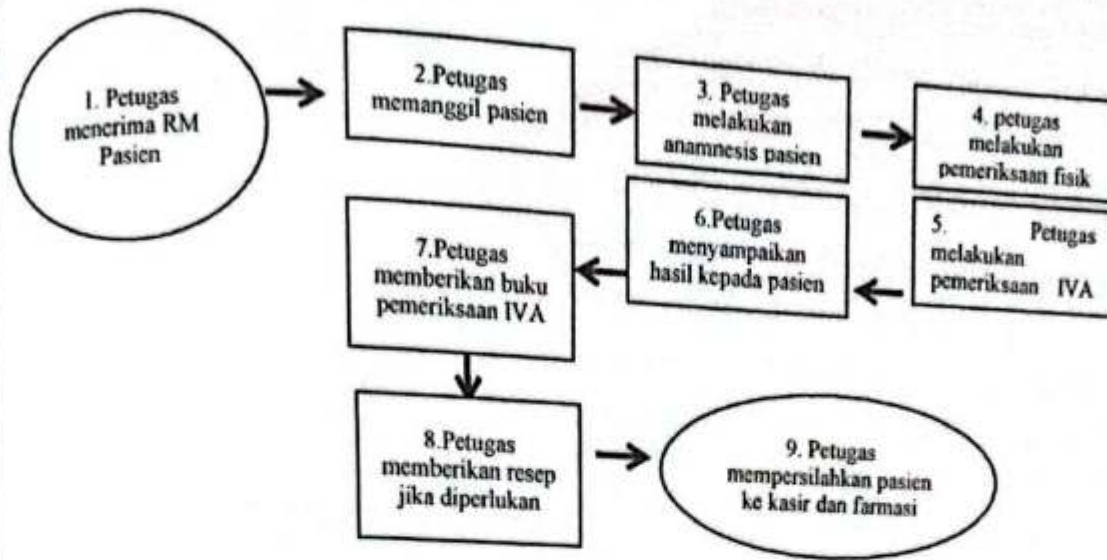 1. Petugas
menerima RM
Pasien
2.Petugas
memanggil pasien
3. Petugas
melakukan
anamnesis pasien
4. petugas
melakukan
pemeriksaan fisik
5. Petugas
melakukan
pemeriksaan IVA
6.Petugas
menyampaikan
hasil kepada pasien
7.Petugas
memberikan buku
pemeriksaan IVA
8.Petugas
memberikan resep
jika diperlukan
9. Petugas
mempersilahkan pasien
ke kasir dan farmasi